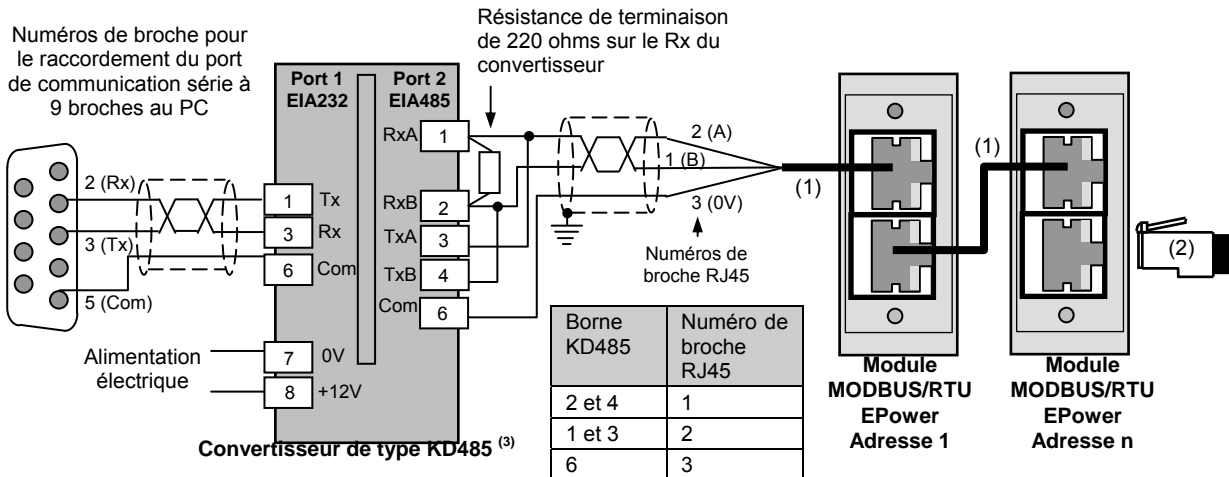 Numéros de broche pour
le raccordement du port
de communication série à
9 broches au PC
2 (Rx)
3 (Tx)
5 (Com)
Alimentation
électrique
Port 1
EIA232
Port 2
EIA485
1 Tx
3 Rx
6 Com
7 0V
8 +12V
RxA 1
RxB 2
TxA 3
TxB 4
Com 6
Convertisseur de type KD485 (3)
Résistance de terminaison
de 220 ohms sur le Rx du
convertisseur
2 (A)
1 (B)
3 (0V)
Numéros de
broche RJ45
Borne
KD485
Numéro de
broche
RJ45
2 et 4 1
1 et 3 2
6 3
(1)
(1)
(2)
Module
MODBUS/RTU
EPower
Adresse 1
Module
MODBUS/RTU
EPower
Adresse n